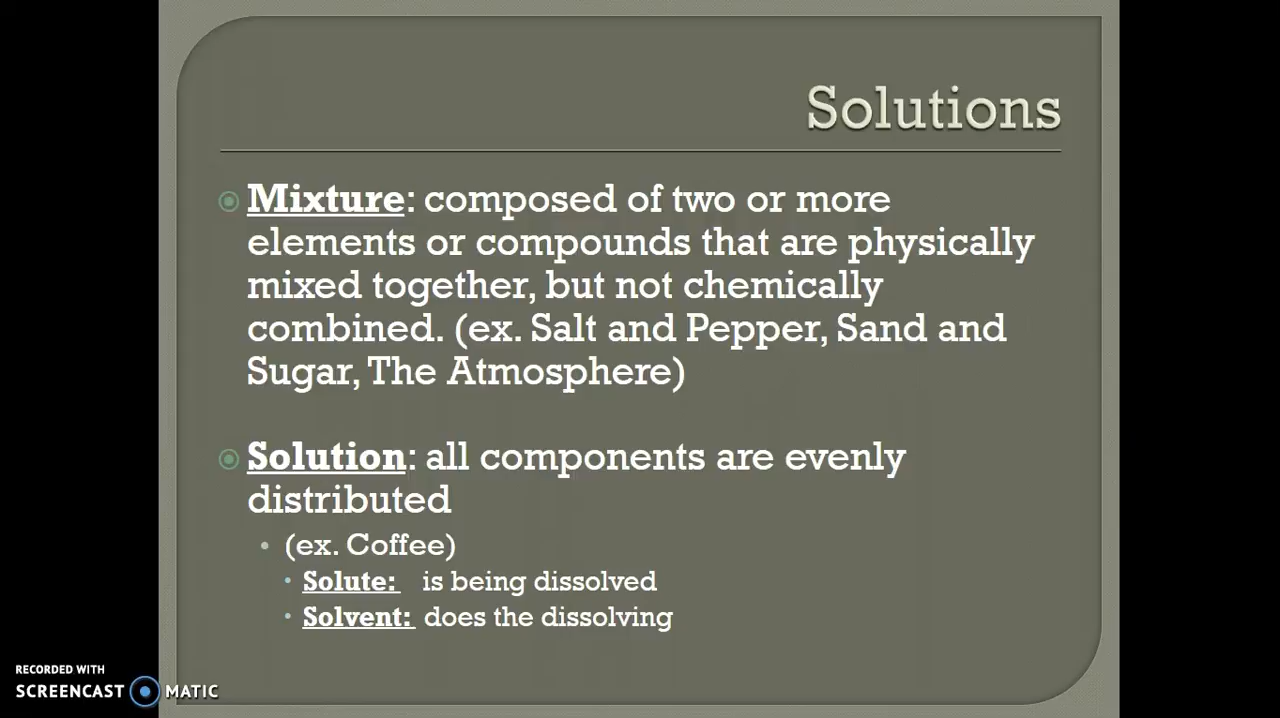 Solutions
Mixture: composed of two or more
elements or compounds that are physically
mixed together, but not chemically
combined. (ex. Salt and Pepper, Sand and
Sugar, The Atmosphere)
Solution: all components are evenly
distributed
(ex. Coffee)
Solute: is being dissolved
Solvent: does the dissolving
RECORDED WITH
SCREENCAST MATIC